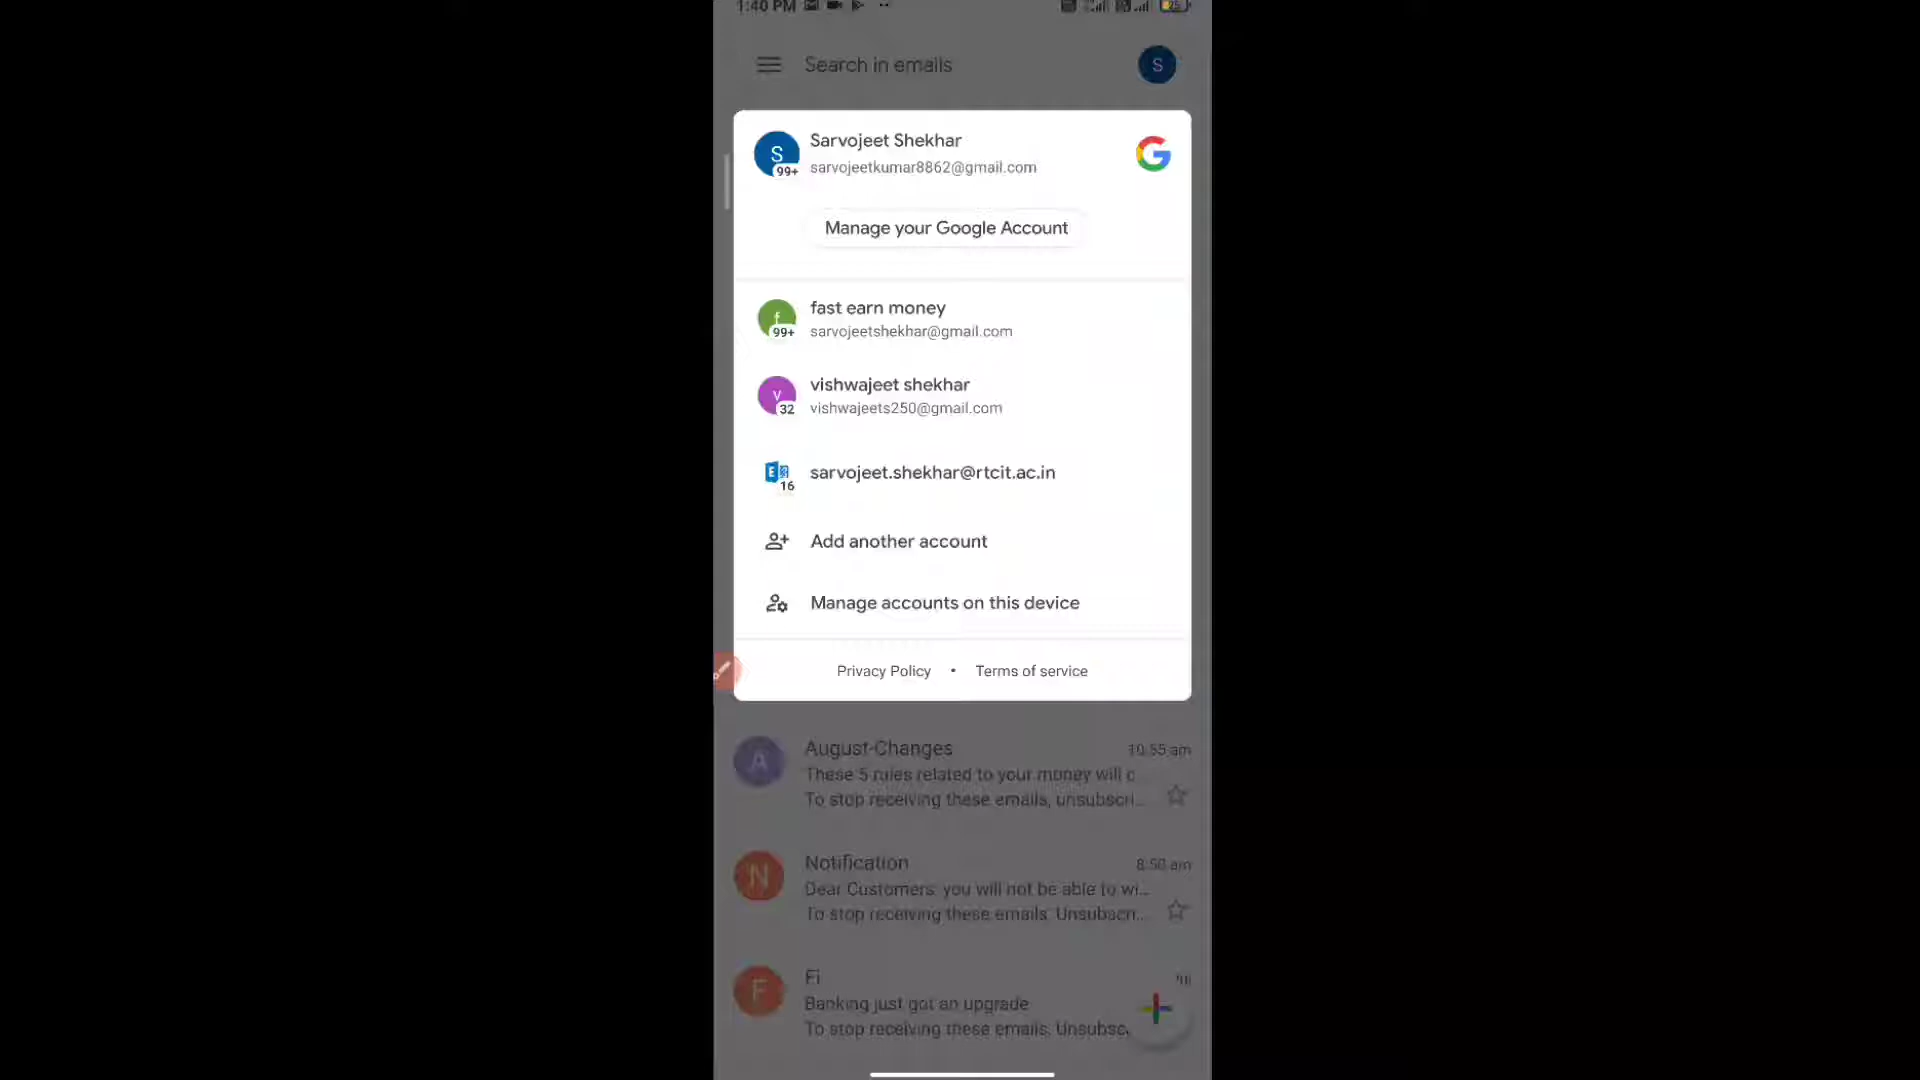 1:40 PM
Search in emails
S
S
99+
Sarvojeet Shekhar
sarvojeetkumar8862@gmail.com
G
Manage your Google Account
f
99+
fast earn money
sarvojeetshekhar@gmail.com
v
32
vishwajeet shekhar
vishwajeets250@gmail.com
E
16
sarvojeet.shekhar@rtcit.ac.in
Add another account
Manage accounts on this device
Privacy Policy • Terms of service
A
August-Changes
10:55 am
These 5 rules related to your money will c
To stop receiving these emails, unsubscri...
N
Notification
8:50 am
Dear Customers: you will not be able to wi...
To stop receiving these emails. Unsubscri...
F
Fi
Banking just got an upgrade
To stop receiving these emails. Unsubsc.